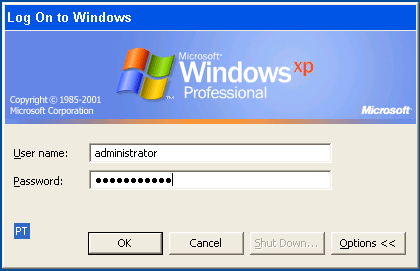 Log On to Windows
Microsoft®
Windows xp
Professional
Copyright © 1985-2001
Microsoft Corporation
Microsoft
User name: administrator
Password: ●●●●●●●●●●●
PT
OK Cancel Shut Down... Options <<